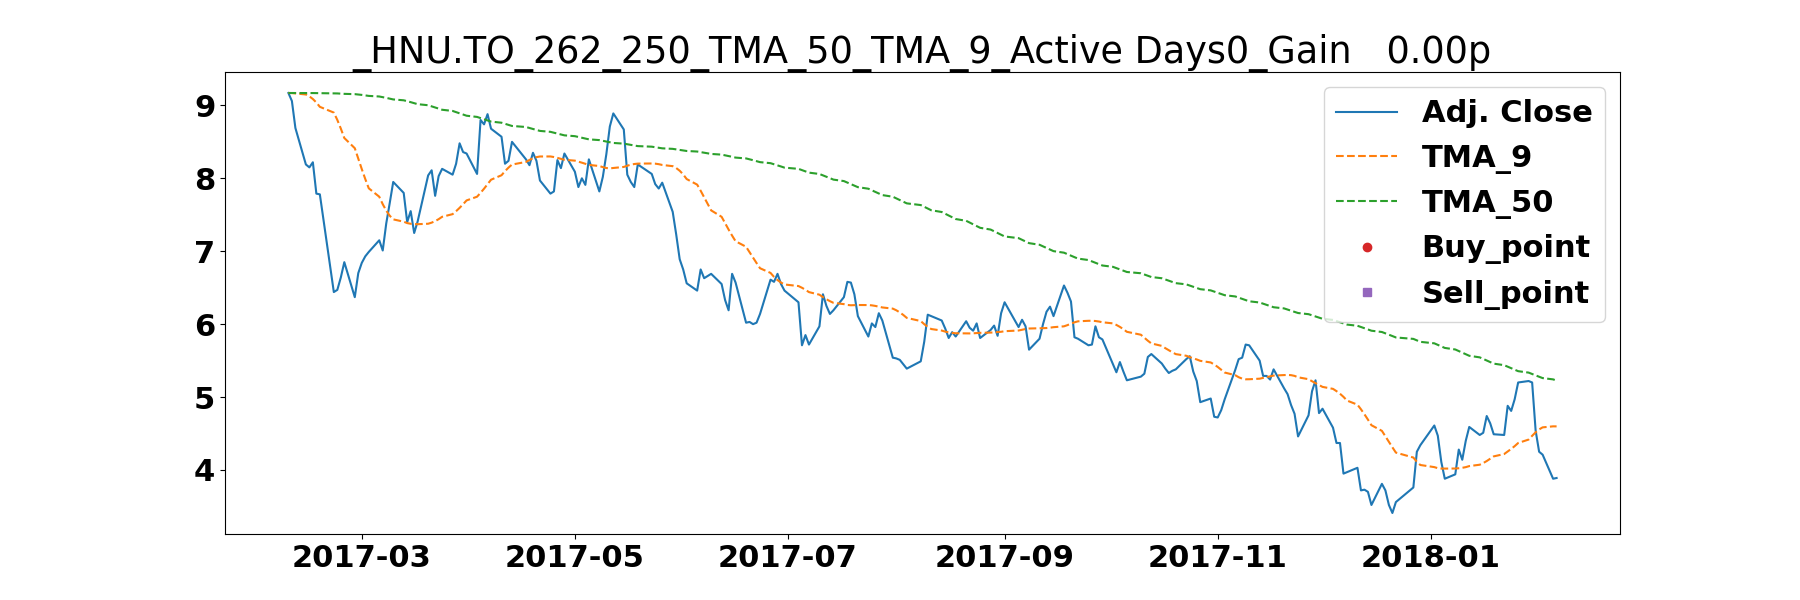 _HNU.TO_262_250_TMA_50_TMA_9_Active Days0_Gain   0.00p
Adj. Close
TMA_9
TMA_50
Buy_point
Sell_point
9
8
7
6
5
4
2017-03 2017-05 2017-07 2017-09 2017-11 2018-01